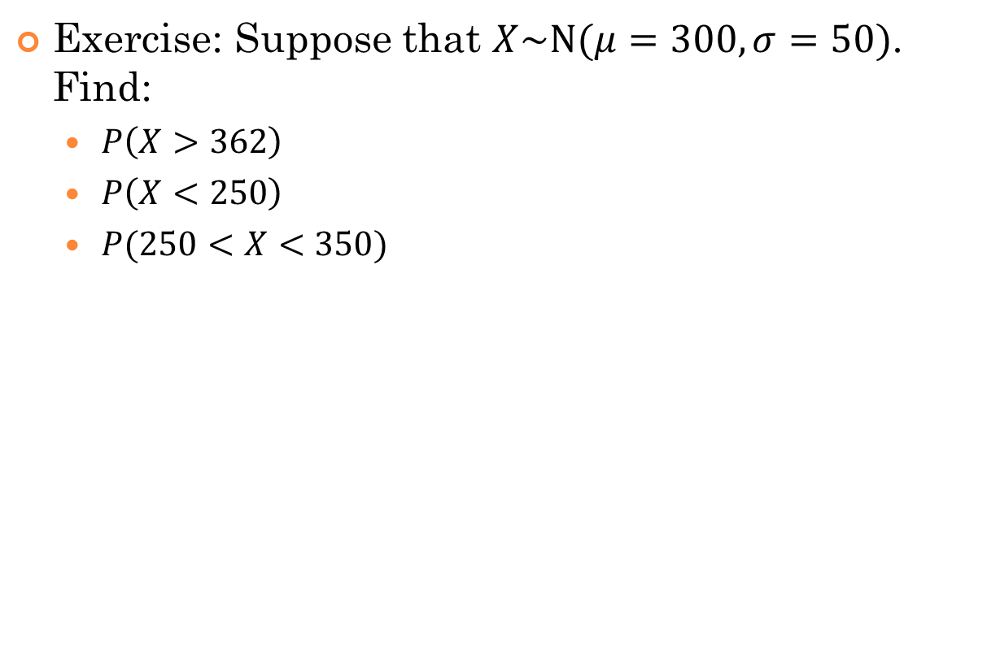 Exercise: Suppose that X~N(μ = 300, σ = 50).
Find:
P(X > 362)
P(X < 250)
P(250 < X < 350)